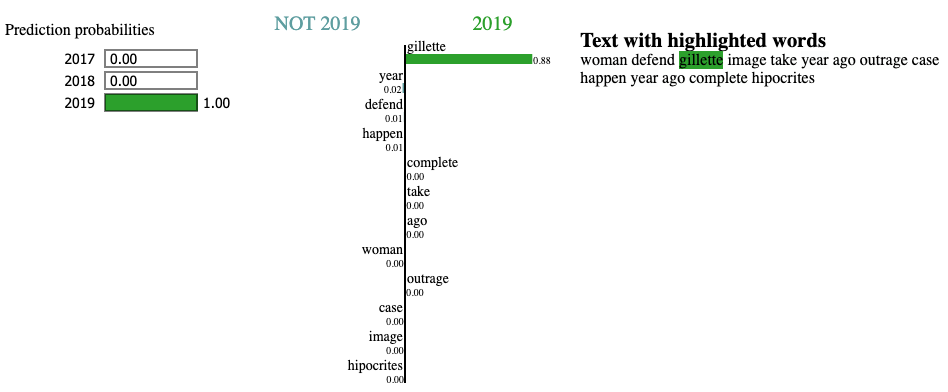 Prediction probabilities
2017 0.00
2018 0.00
2019 1.00
NOT 2019 2019
gillette
0.88
year
0.02
defend
0.01
happen
0.01
complete
0.00
take
0.00
ago
0.00
woman
0.00
outrage
0.00
case
0.00
image
0.00
hipocrites
0.00
Text with highlighted words
woman defend gillette image take year ago outrage case
happen year ago complete hipocrites